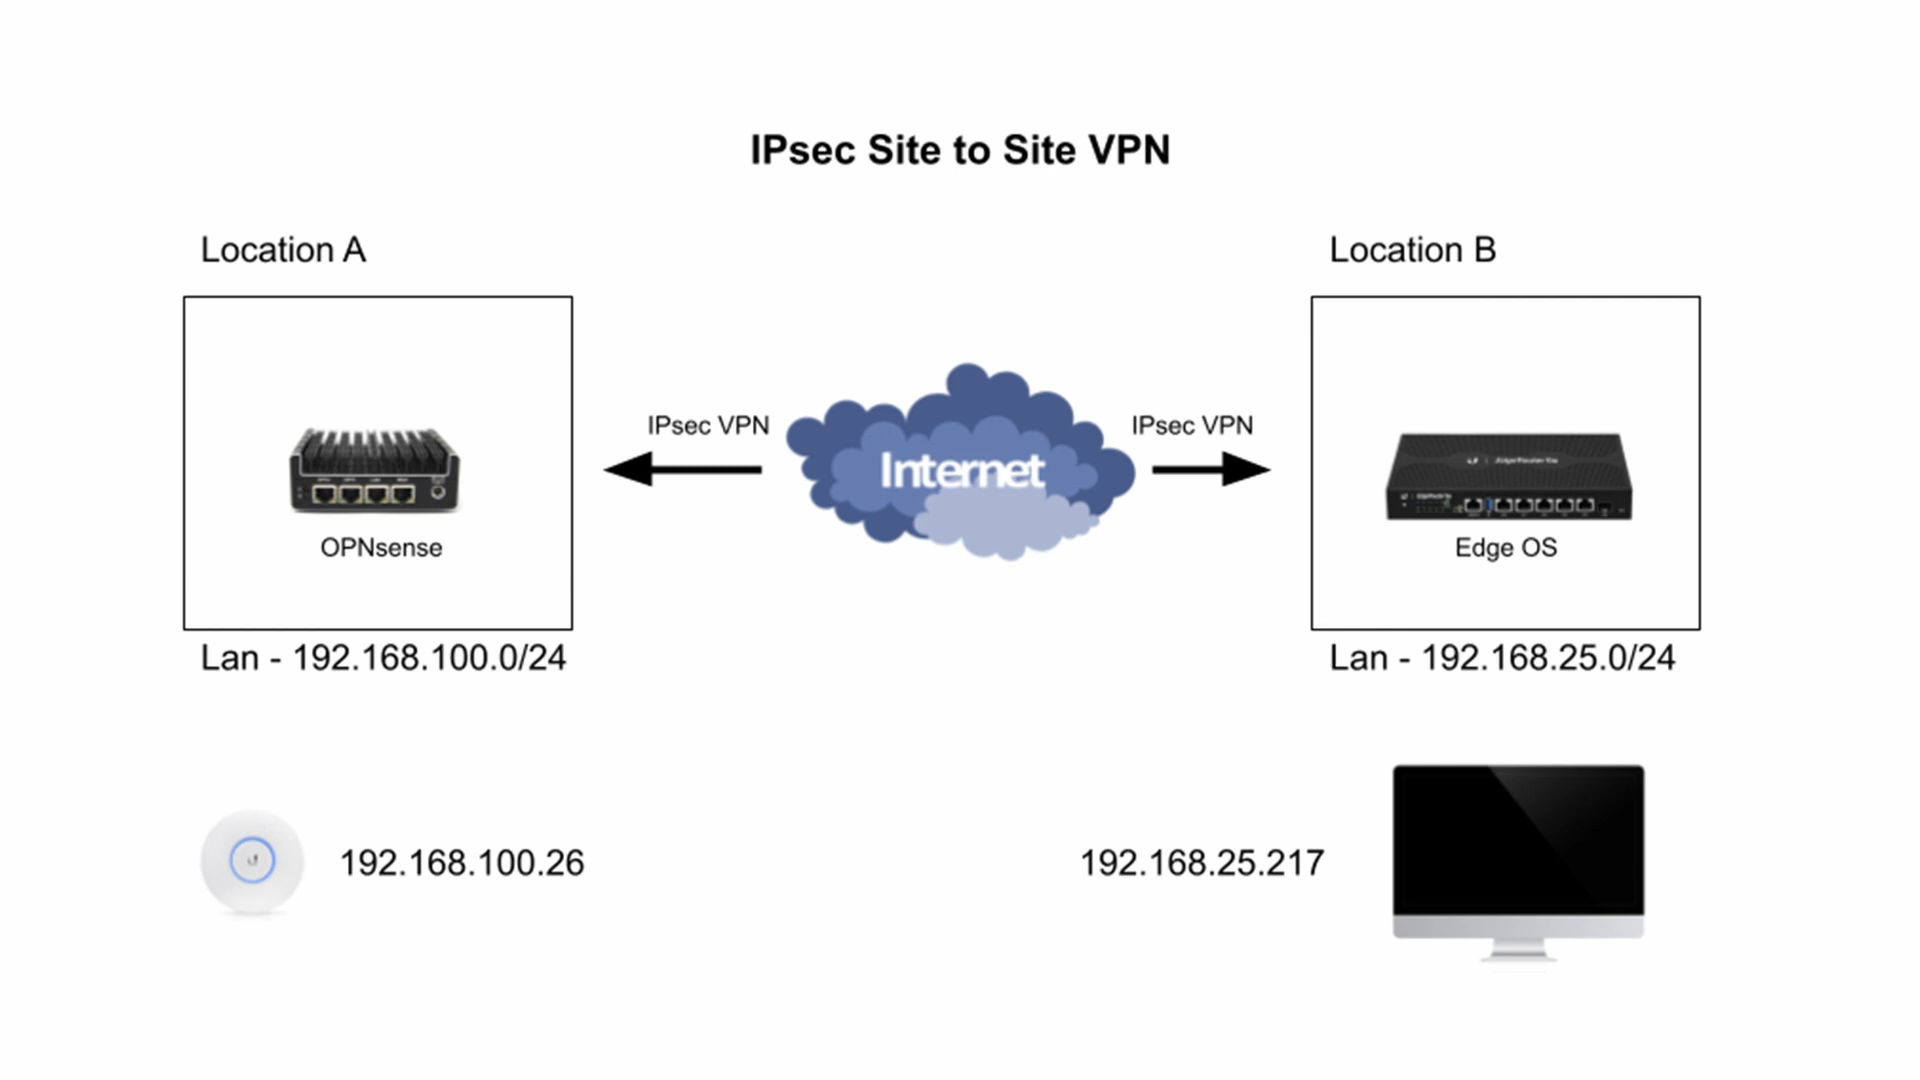 IPsec Site to Site VPN
Location A
Location B
IPsec VPN
Internet
IPsec VPN
OPNsense
Edge OS
Lan - 192.168.100.0/24
Lan - 192.168.25.0/24
192.168.100.26
192.168.25.217